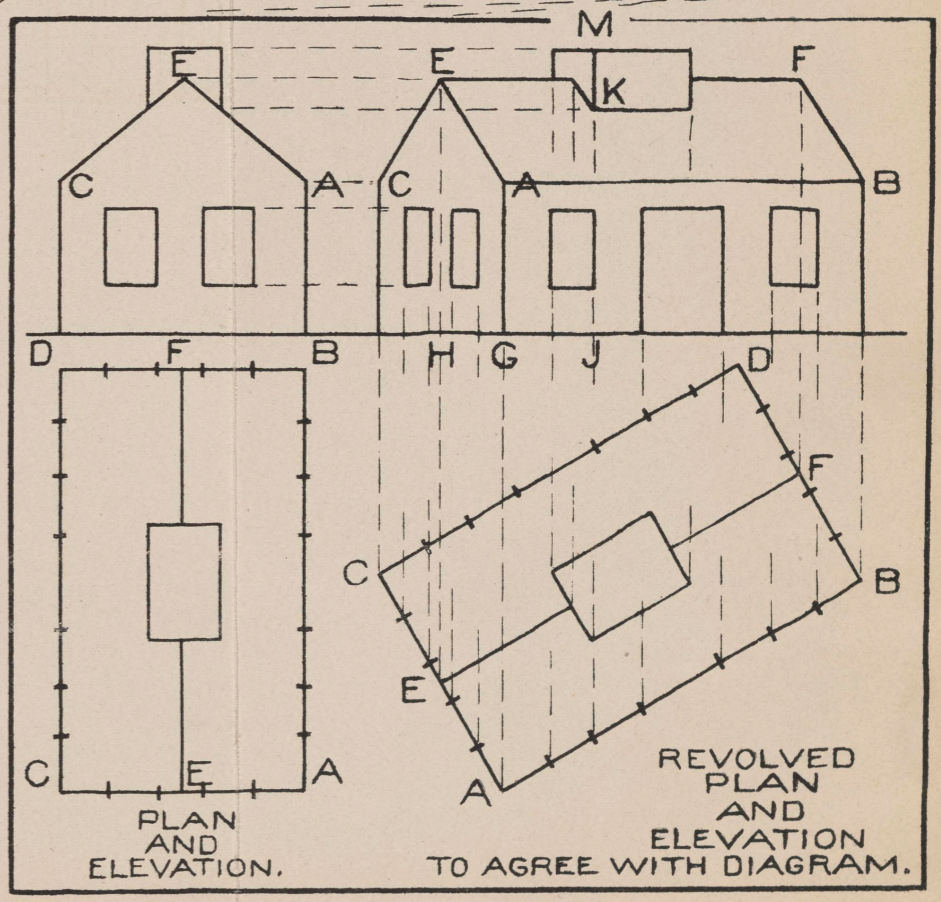 M
E
E
F
K
C
A
C
A
B
D
F
B
H
G
J
D
F
C
B
E
C
E
A
A
PLAN
AND
ELEVATION.
REVOLVED
PLAN
AND
ELEVATION
TO AGREE WITH DIAGRAM.